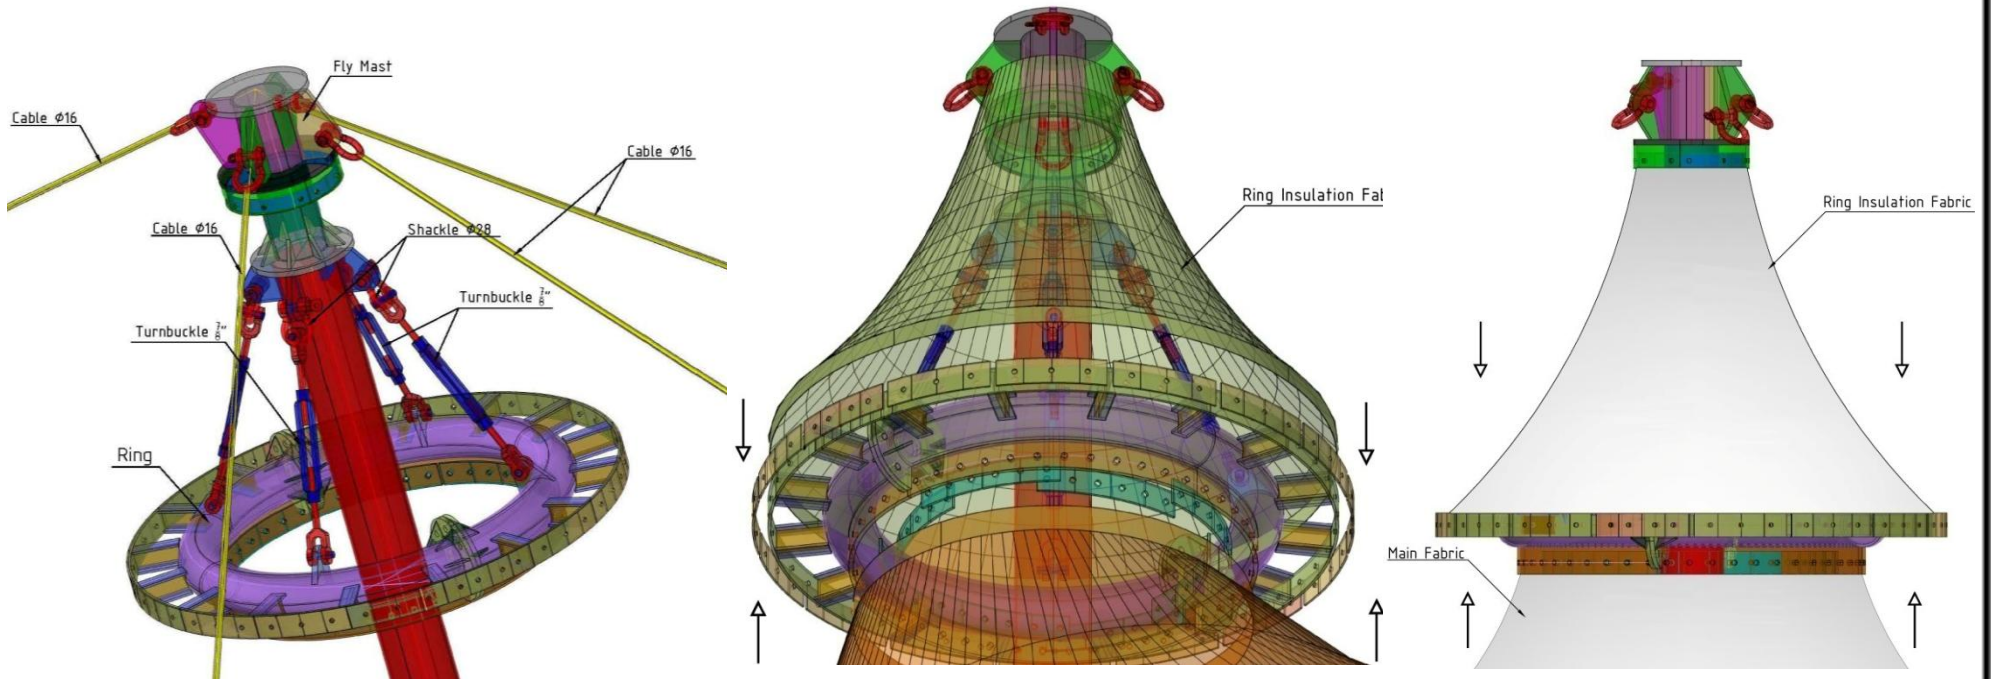 Fly Mast
Cable Ø16
Cable Ø16
Cable Ø16
Shackle Ø28
Turnbuckle 7/8"
Turnbuckle 7/8"
Ring
Ring Insulation Fab
Ring Insulation Fabric
Main Fabric